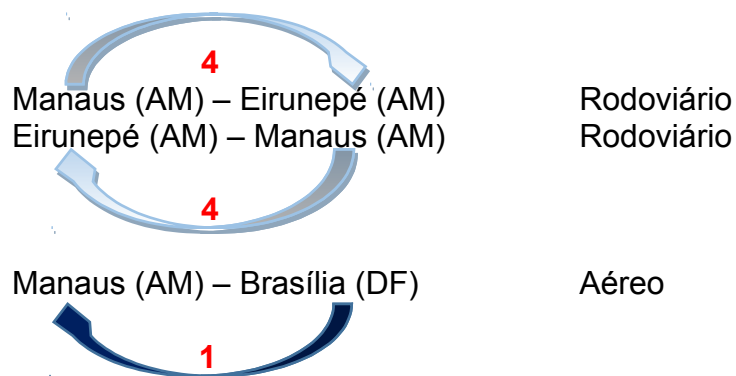 4
Manaus (AM) – Eirunepé (AM) Rodoviário
Eirunepé (AM) – Manaus (AM) Rodoviário
4
Manaus (AM) – Brasília (DF) Aéreo
1